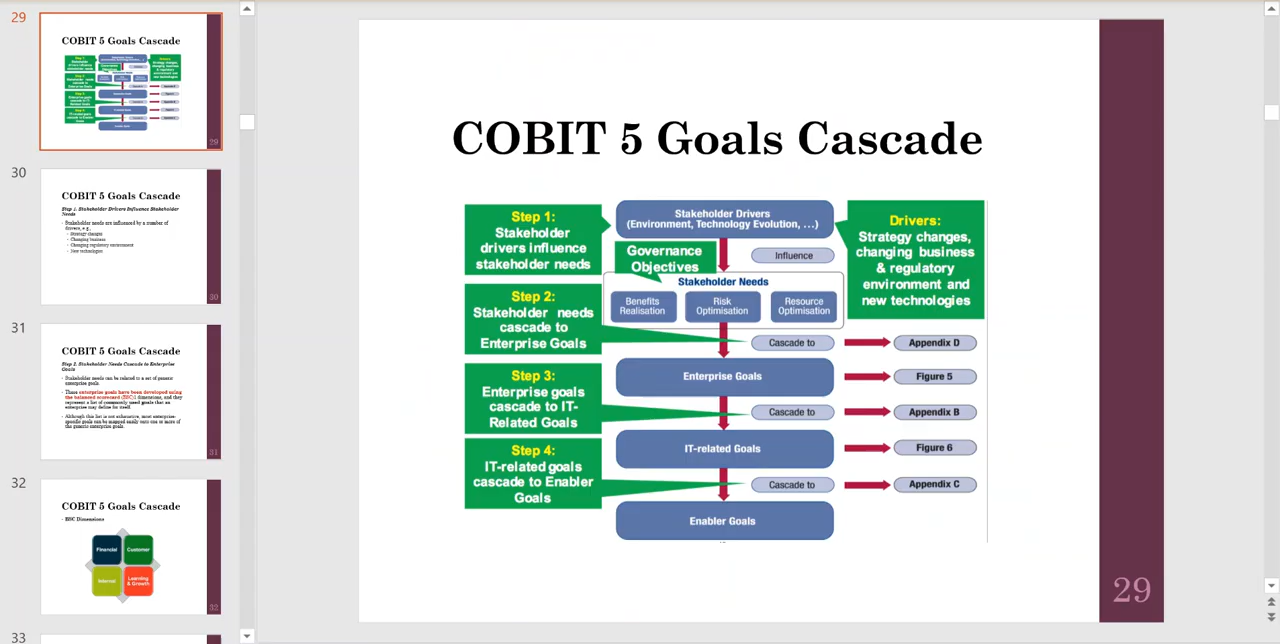 29
COBIT 5 Goals Cascade
29
30
COBIT 5 Goals Cascade
Step 1. Stakeholder Drivers Influence Stakeholder
Needs
Stakeholder needs are influenced by a number of
drivers, e.g.,
Strategy changes
Changing business
Changing regulatory environment
New technologies
30
31
COBIT 5 Goals Cascade
Step 2. Stakeholder Needs Cascade to Enterprise
Goals
Stakeholder needs can be related to a set of generic
enterprise goals.
These enterprise goals have been developed using
the balanced scorecard (BSC)1 dimensions, and they
represent a list of commonly used goals that an
enterprise may define for itself.
Although this list is not exhaustive, most enterprise-
specific goals can be mapped easily onto one or more of
the generic enterprise goals.
31
32
COBIT 5 Goals Cascade
BSC Dimensions
Financial
Customer
Internal
Learning
& Growth
32
33
COBIT 5 Goals Cascade
Step 1:
Stakeholder
drivers influence
stakeholder needs
Stakeholder Drivers
(Environment, Technology Evolution, …)
Drivers:
Strategy changes,
changing business
& regulatory
environment and
new technologies
Governance
Objectives
Influence
Stakeholder Needs
Benefits
Realisation
Risk
Optimisation
Resource
Optimisation
Step 2:
Stakeholder needs
cascade to
Enterprise Goals
Cascade to
Appendix D
Enterprise Goals
Figure 5
Step 3:
Enterprise goals
cascade to IT-
Related Goals
Cascade to
Appendix B
IT-related Goals
Figure 6
Step 4:
IT-related goals
cascade to Enabler
Goals
Cascade to
Appendix C
Enabler Goals
29